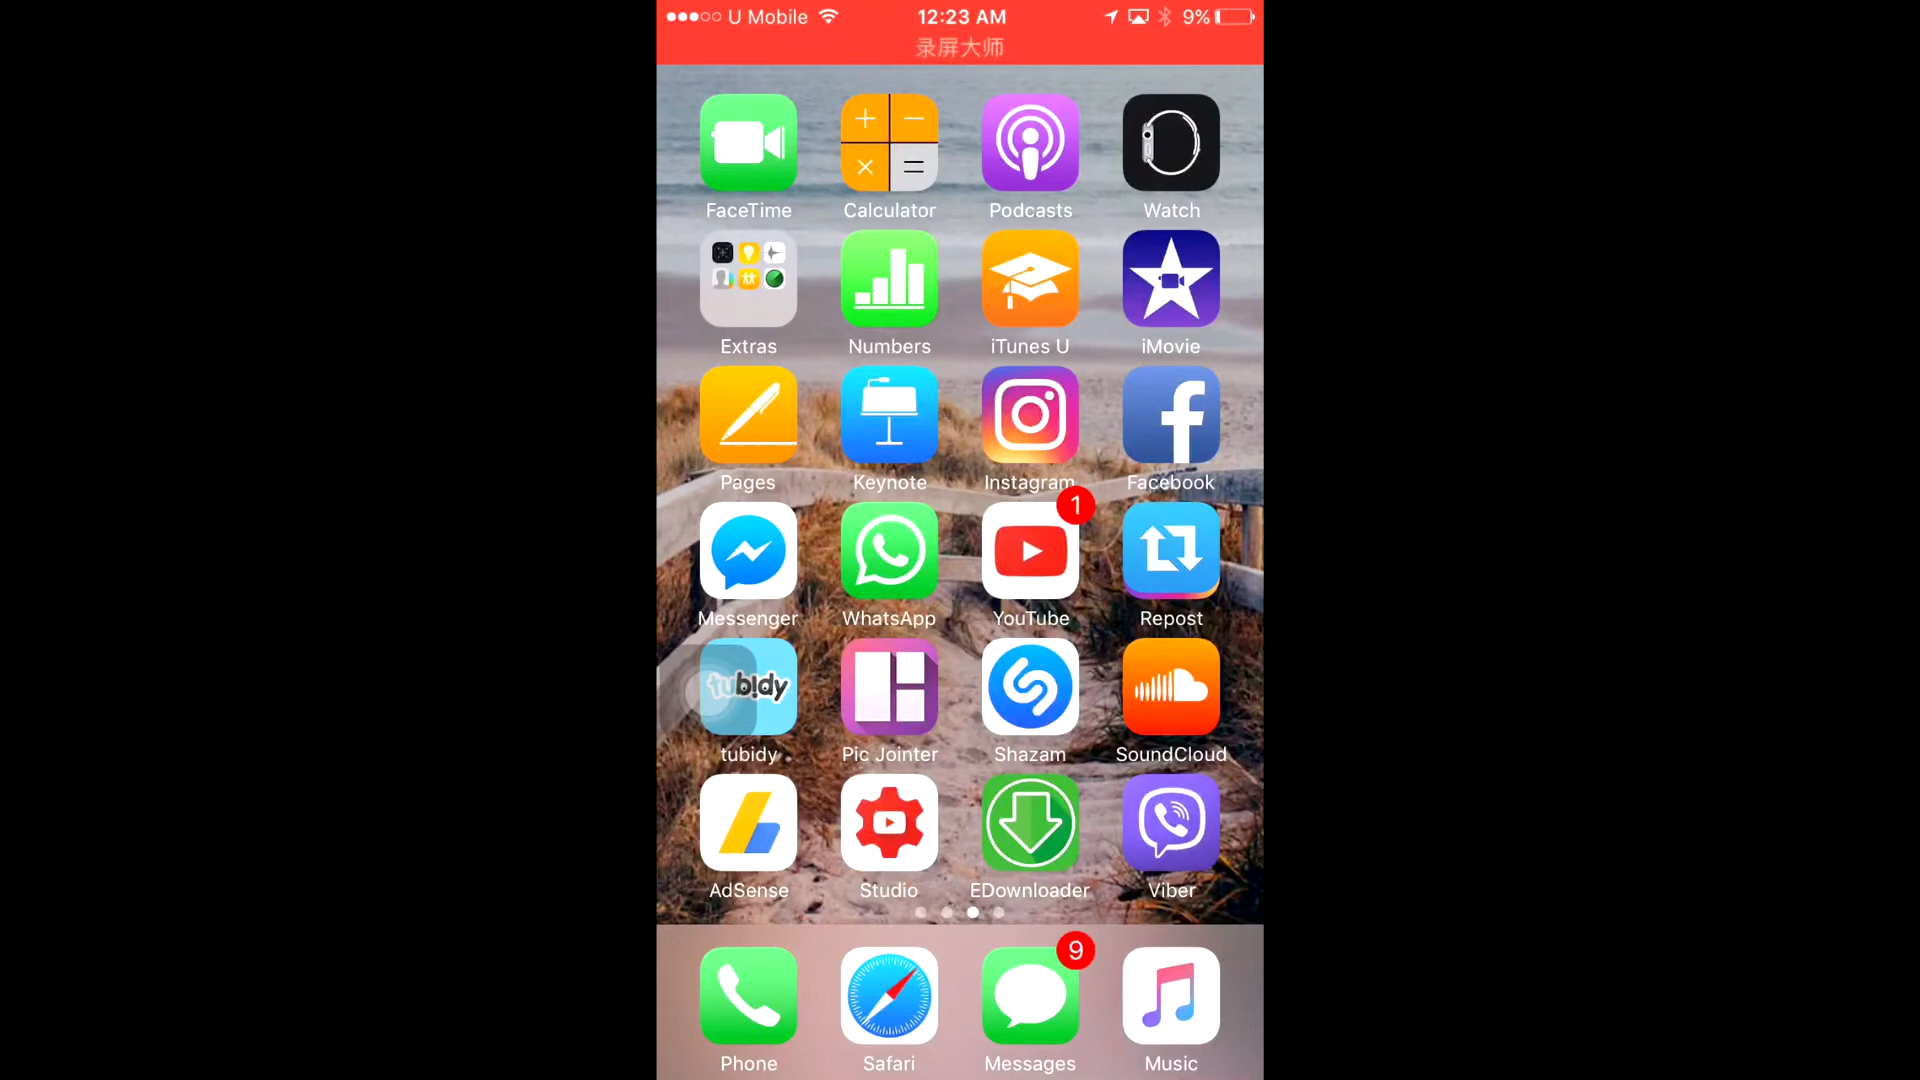 U Mobile 12:23 AM 9%
录屏大师
FaceTime Calculator Podcasts Watch
Extras Numbers iTunes U iMovie
Pages Keynote Instagram Facebook
1
Messenger WhatsApp YouTube Repost
tubidy
tubidy Pic Jointer Shazam SoundCloud
AdSense Studio EDownloader Viber
9
Phone Safari Messages Music